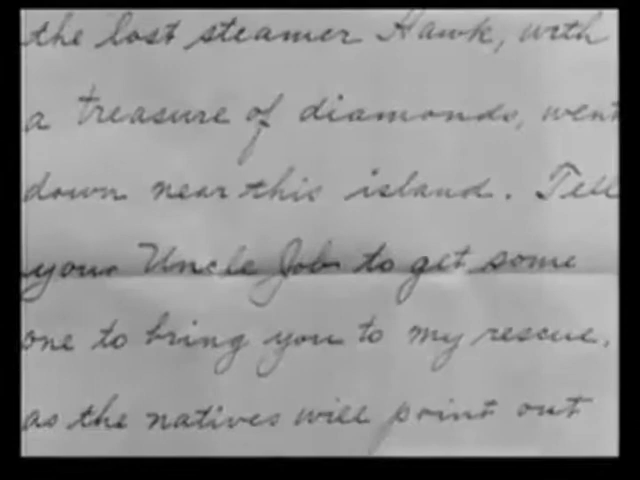 the lost steamer Hawk, with
a treasure of diamonds, went
down near this island. Tell
your Uncle Job to get some
one to bring you to my rescue,
as the natives will point out